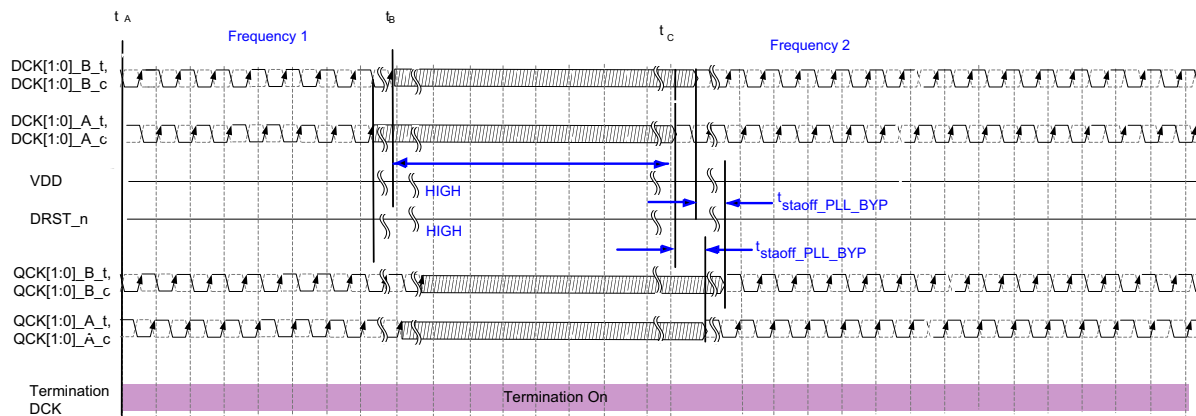 t A
tB
t C
Frequency 1
Frequency 2
DCK[1:0]_B_t,
DCK[1:0]_B_c
DCK[1:0]_A_t,
DCK[1:0]_A_c
VDD
HIGH
tstaoff_PLL_BYP
DRST_n
HIGH
tstaoff_PLL_BYP
QCK[1:0]_B_t,
QCK[1:0]_B_c
QCK[1:0]_A_t,
QCK[1:0]_A_c
Termination
DCK
Termination On